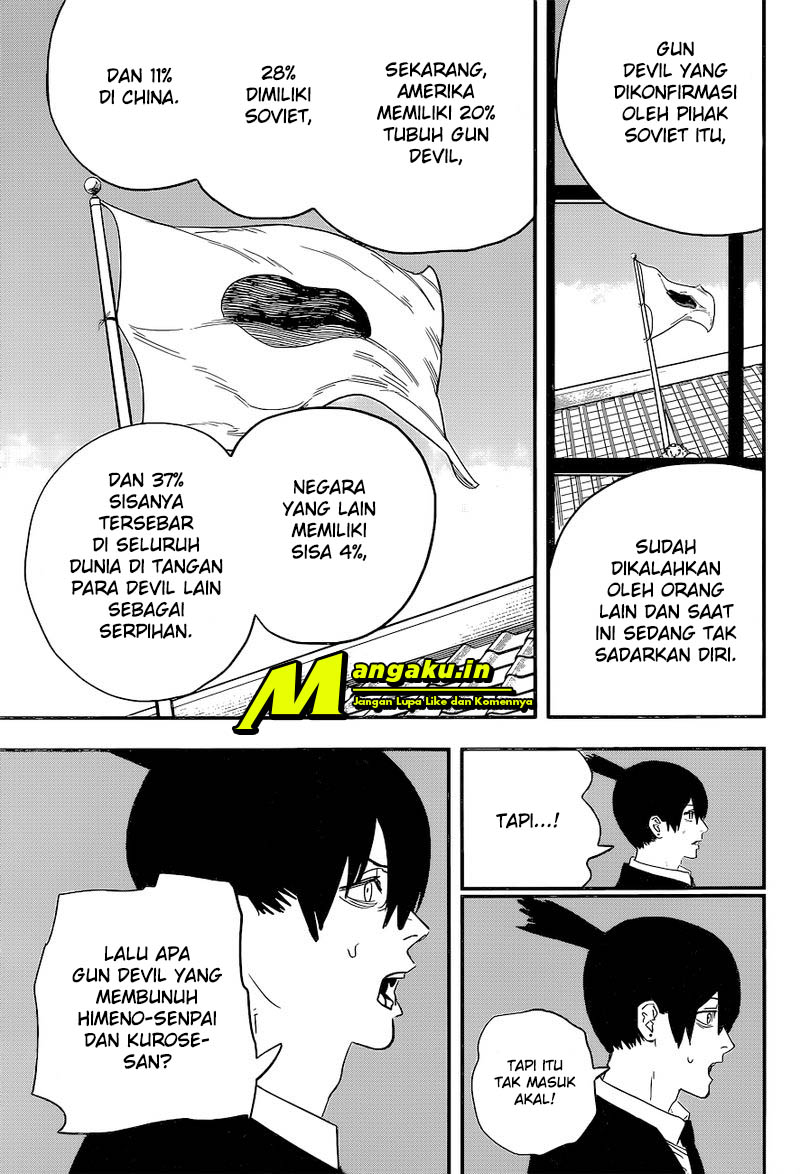 GUN
DEVIL YANG
DIKONFIRMASI
OLEH PIHAK
SOVIET ITU,
SUDAH
DIKALAHKAN
OLEH ORANG
LAIN DAN SAAT
INI SEDANG TAK
SADARKAN DIRI.
SEKARANG,
AMERIKA
MEMILIKI 20%
TUBUH GUN
DEVIL,
28%
DIMILIKI
SOVIET,
DAN 11%
DI CHINA.
NEGARA
YANG LAIN
MEMILIKI
SISA 4%,
DAN 37%
SISANYA
TERSEBAR
DI SELURUH
DUNIA DI TANGAN
PARA DEVIL LAIN
SEBAGAI
SERPIHAN.
Mangaku.in
Jangan Lupa Like dan Komennya
TAPI...!
TAPI ITU
TAK MASUK
AKAL!
LALU APA
GUN DEVIL YANG
MEMBUNUH
HIMENO-SENPAI
DAN KUROSE-
SAN?